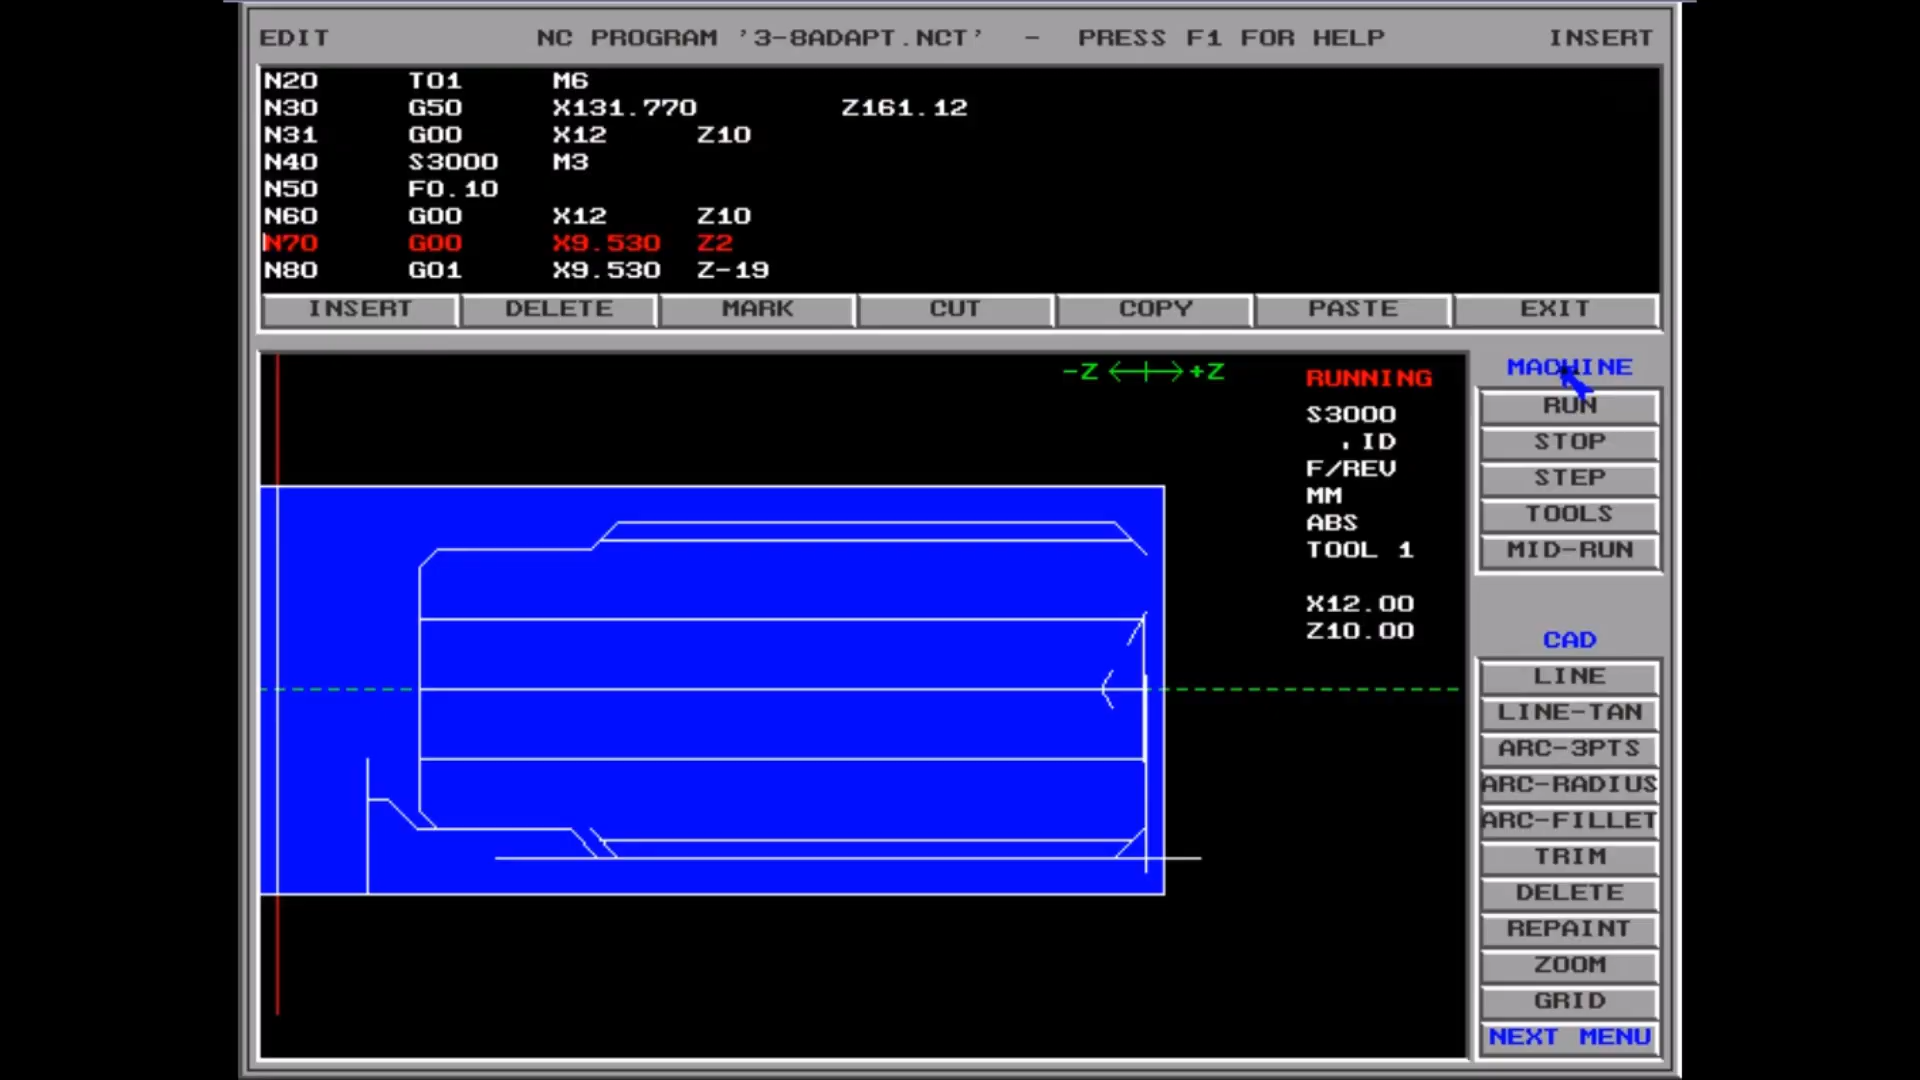 EDIT NC PROGRAM '3-8ADAPT.NCT' - PRESS F1 FOR HELP INSERT
N20 T01 M6
N30 G50 X131.770 Z161.12
N31 G00 X12 Z10
N40 S3000 M3
N50 F0.10
N60 G00 X12 Z10
N70 G00 X9.530 Z2
N80 G01 X9.530 Z-19
INSERT DELETE MARK CUT COPY PASTE EXIT
-Z +Z
RUNNING
S3000
. ID
F/REV
MM
ABS
TOOL 1
X12.00
Z10.00
MACHINE
RUN
STOP
STEP
TOOLS
MID-RUN
CAD
LINE
LINE-TAN
ARC-3PTS
ARC-RADIUS
ARC-FILLET
TRIM
DELETE
REPAINT
ZOOM
GRID
NEXT MENU